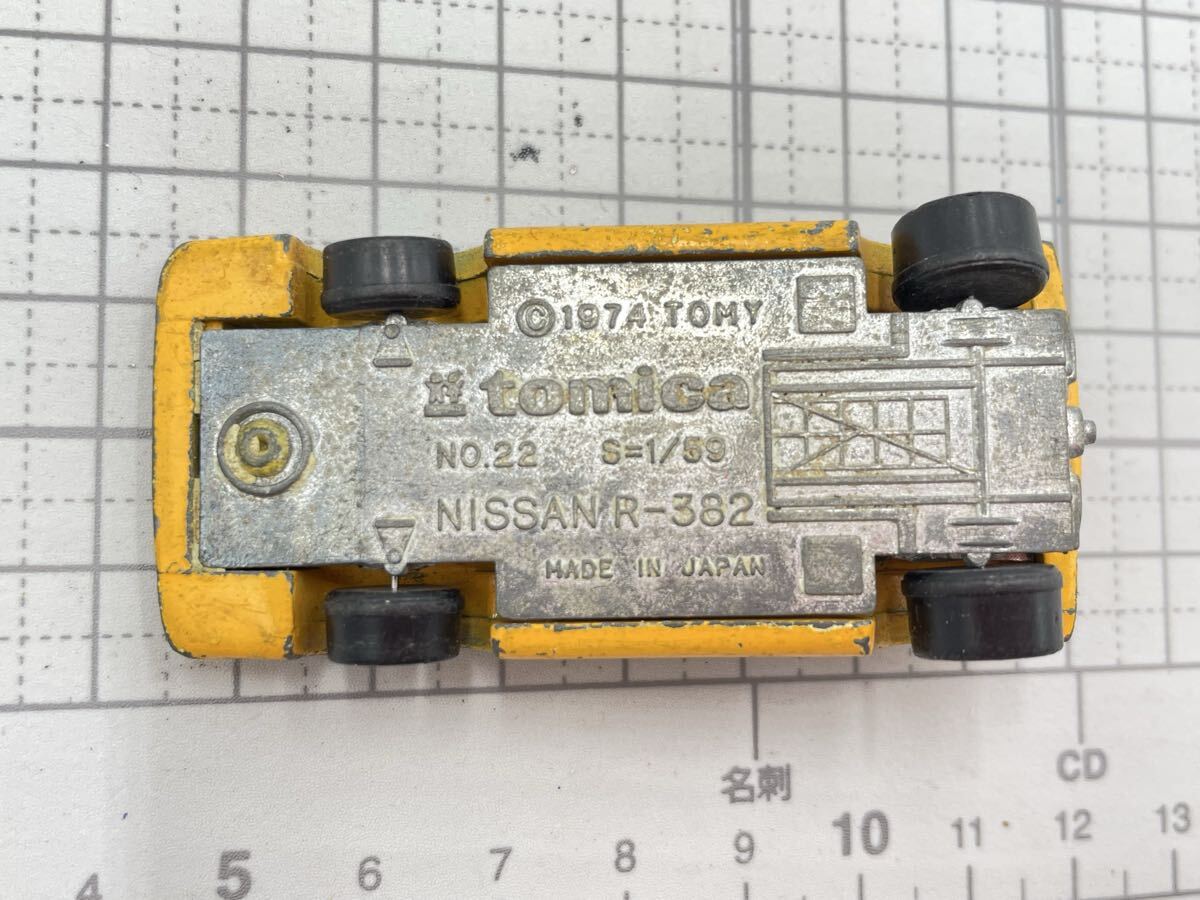 ©1974 TOMY
tomica
NO.22 S=1/59
NISSAN R-382
MADE IN JAPAN
名刺
CD
4 5 6 7 8 9 10 11 12 13